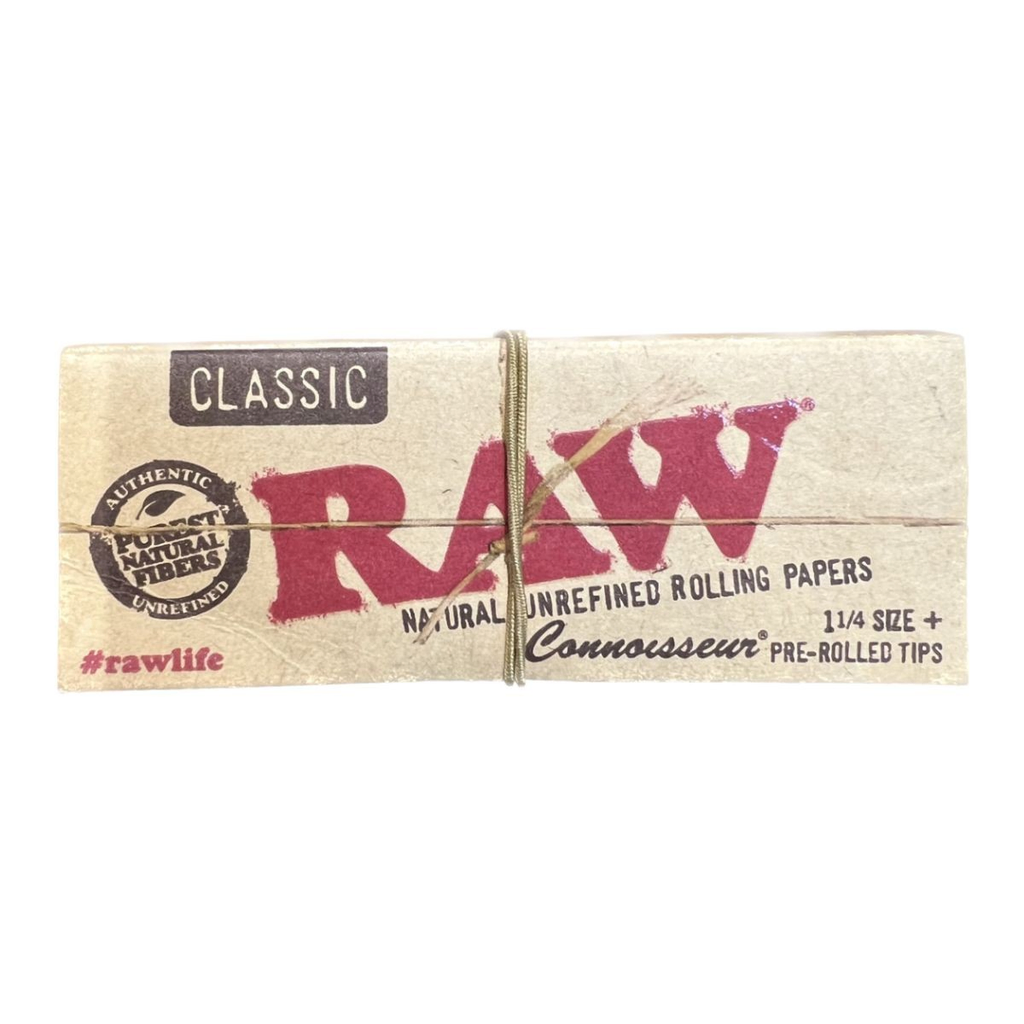 CLASSIC
RAW®
AUTHENTIC
PUREST
NATURAL
FIBERS
UNREFINED
NATURAL UNREFINED ROLLING PAPERS
Connoisseur®
1 1/4 SIZE +
PRE-ROLLED TIPS
#rawlife